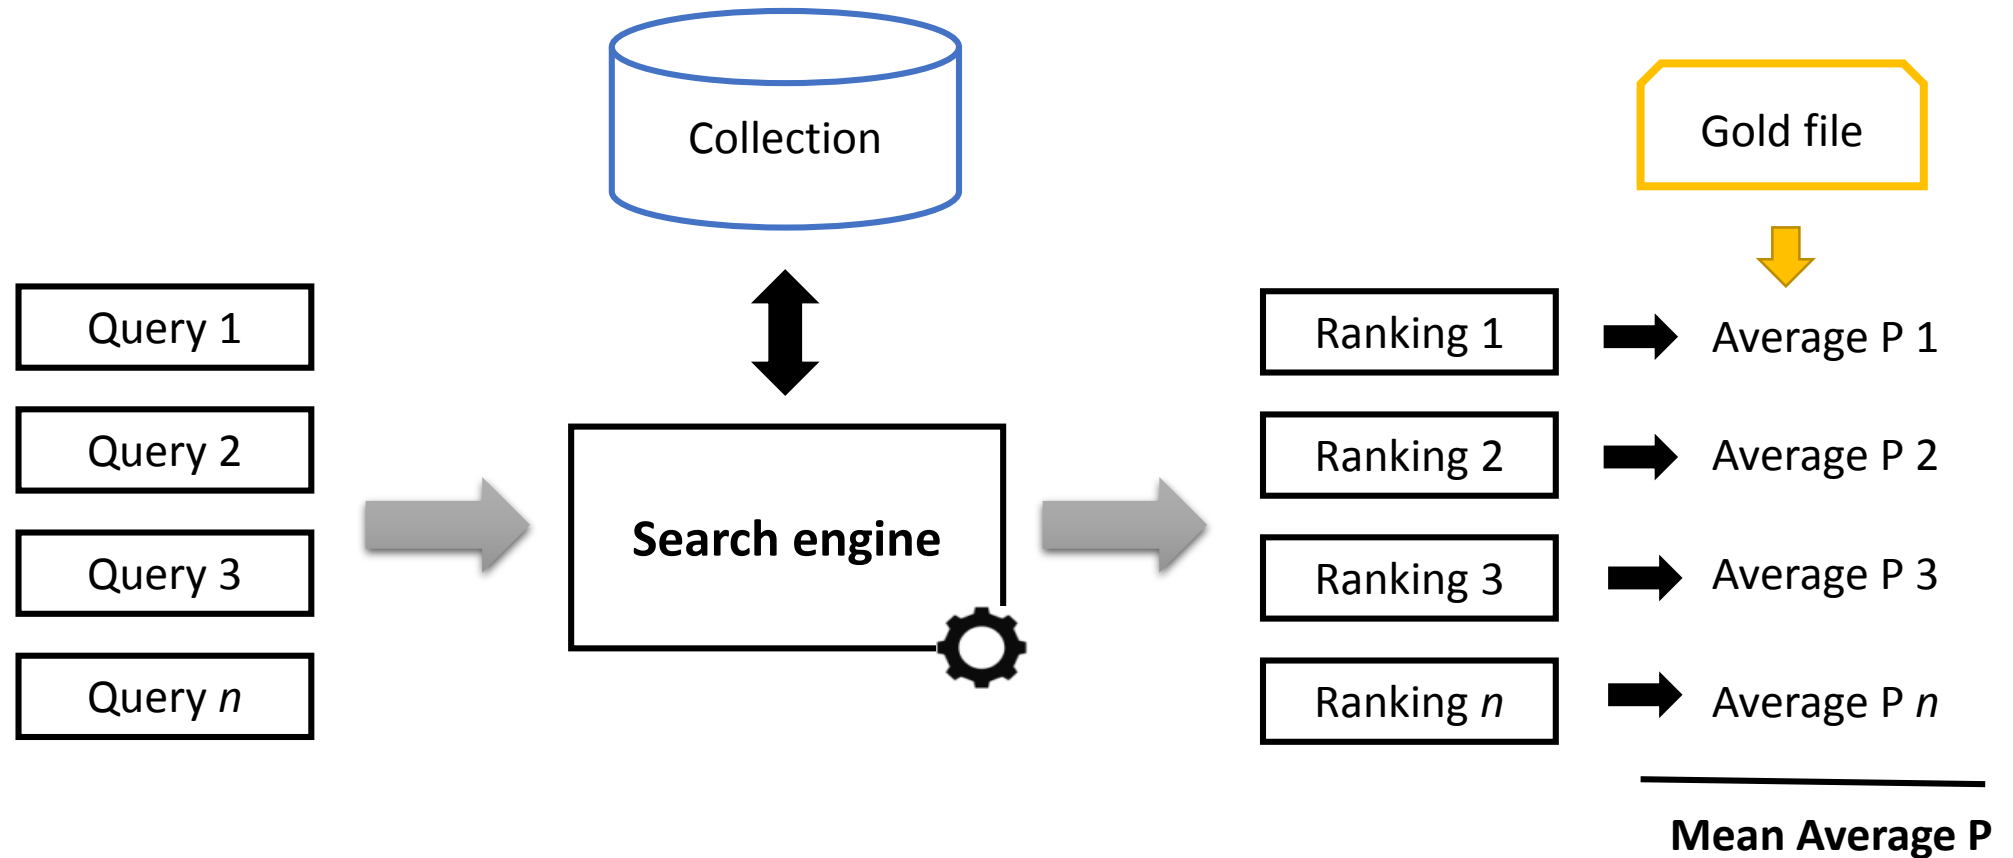 Collection
Gold file
Query 1
Query 2
Query 3
Query n
Search engine
Ranking 1
Ranking 2
Ranking 3
Ranking n
Average P 1
Average P 2
Average P 3
Average P n
Mean Average P